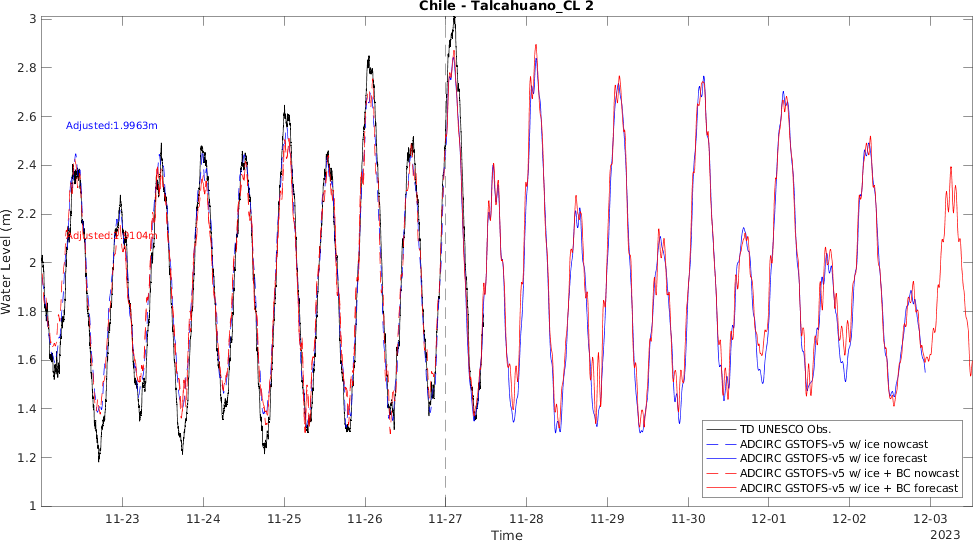 Chile - Talcahuano_CL 2
3
2.8
2.6
2.4
2.2
2
1.8
1.6
1.4
1.2
1
Water Level (m)
Adjusted:1.9963m
Adjusted:1.9104m
TD UNESCO Obs.
ADCIRC GSTOFS-v5 w/ ice nowcast
ADCIRC GSTOFS-v5 w/ ice forecast
ADCIRC GSTOFS-v5 w/ ice + BC nowcast
ADCIRC GSTOFS-v5 w/ ice + BC forecast
11-23 11-24 11-25 11-26 11-27 11-28 11-29 11-30 12-01 12-02 12-03
Time
2023